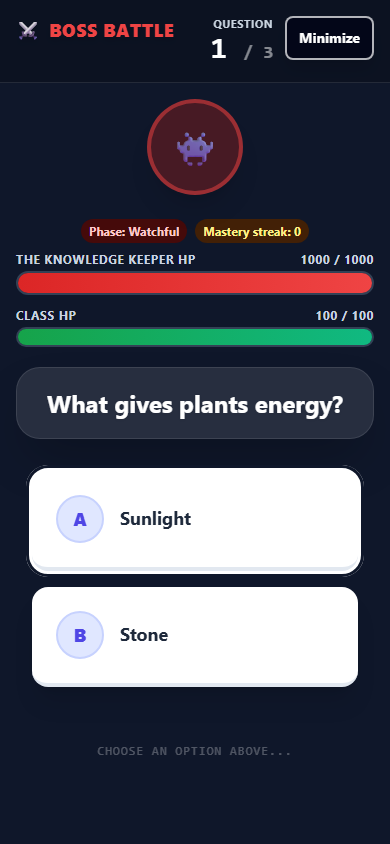 BOSS BATTLE
QUESTION
1 / 3
Minimize
Phase: Watchful
Mastery streak: 0
THE KNOWLEDGE KEEPER HP
1000 / 1000
CLASS HP
100 / 100
What gives plants energy?
A
Sunlight
B
Stone
CHOOSE AN OPTION ABOVE...